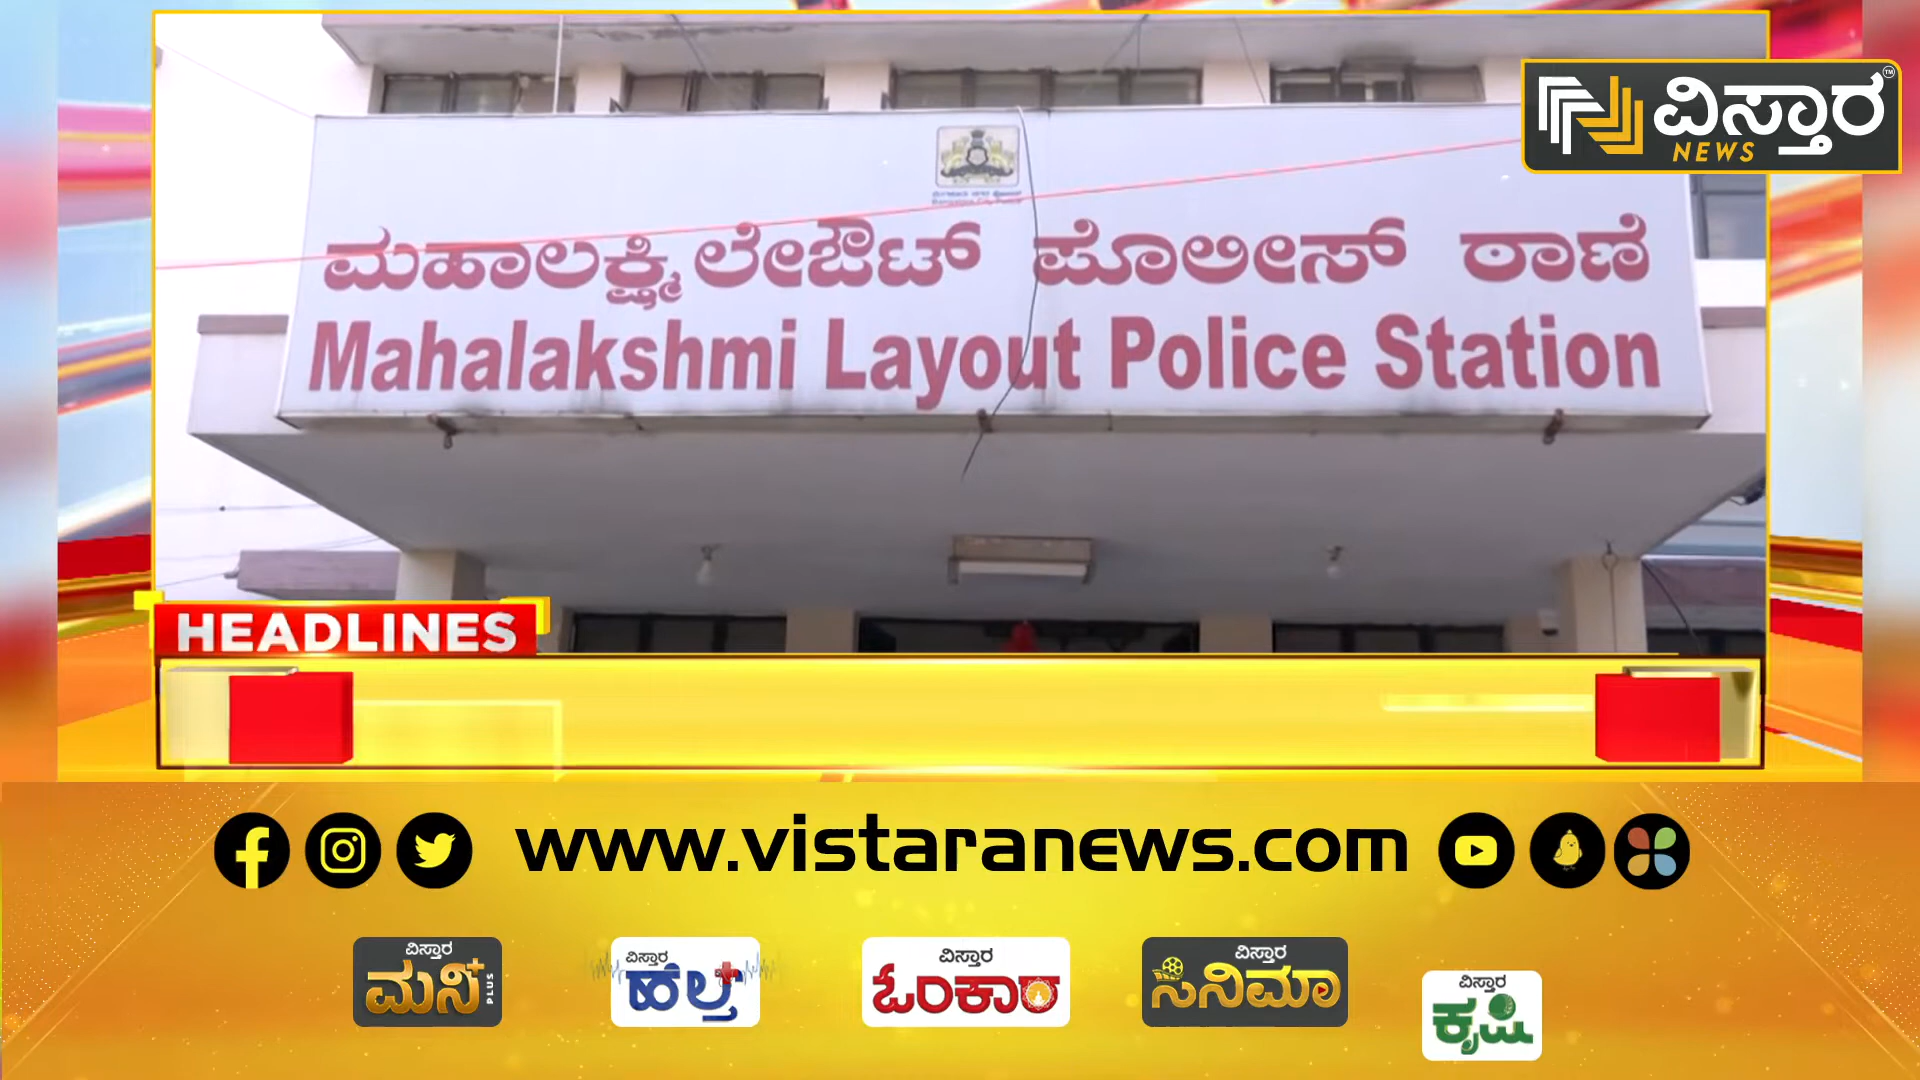 ವಿಸ್ತಾರ
NEWS
ಮಹಾಲಕ್ಷ್ಮಿ ಲೇಔಟ್ ಪೊಲೀಸ್ ಠಾಣೆ
Mahalakshmi Layout Police Station
HEADLINES
www.vistaranews.com
ವಿಸ್ತಾರ
ಮನಿ+
PLUS
ವಿಸ್ತಾರ
ಹೆಲ್ತ್
ವಿಸ್ತಾರ
ಓಂಕಾರ
ವಿಸ್ತಾರ
ಸಿನಿಮಾ
ವಿಸ್ತಾರ
ಕೃಷಿ